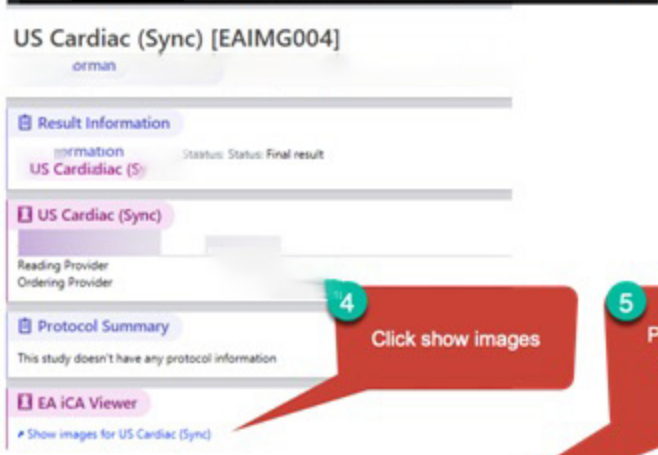 US Cardiac (Sync) [EAIMG004]
orman
Result Information
ormation
Status: Status: Final result
US Cardidiac (Sy
US Cardiac (Sync)
Reading Provider
Ordering Provider
4
Click show images
5
P
Protocol Summary
This study doesn't have any protocol information
EA iCA Viewer
Show images for US Cardiac (Sync)